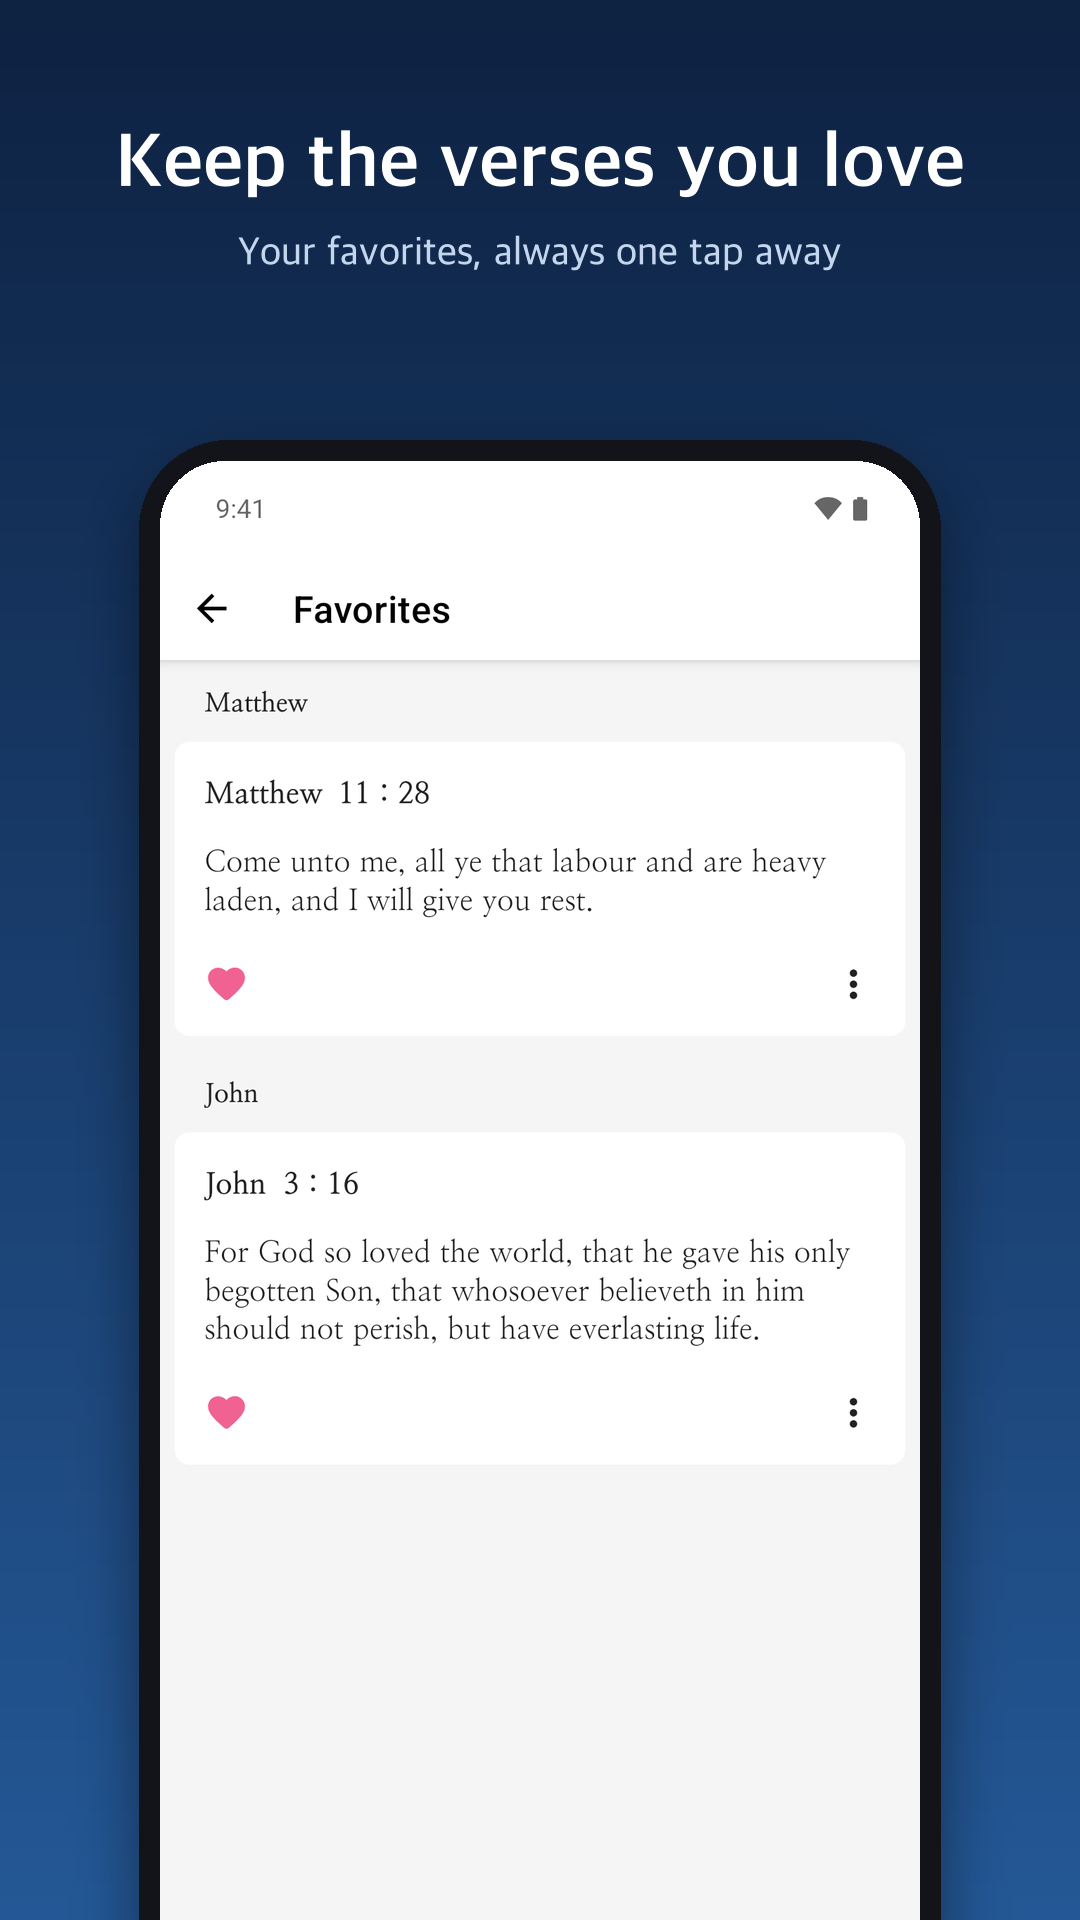 Keep the verses you love
Your favorites, always one tap away
9:41
Favorites
Matthew
Matthew 11 : 28
Come unto me, all ye that labour and are heavy
laden, and I will give you rest.
John
John 3 : 16
For God so loved the world, that he gave his only
begotten Son, that whosoever believeth in him
should not perish, but have everlasting life.